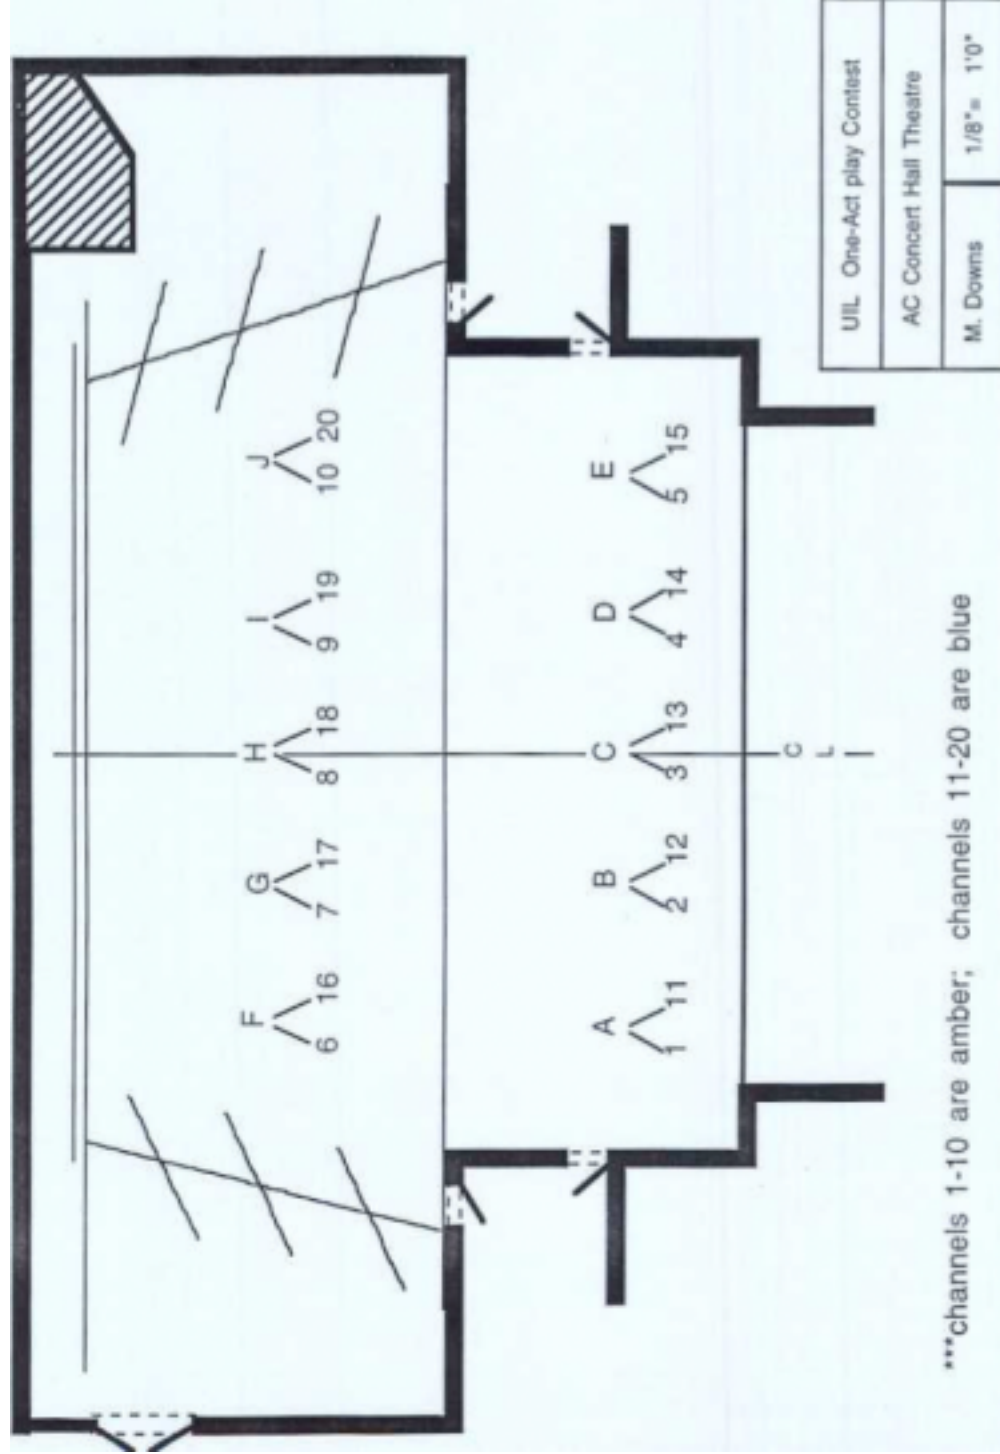 F G H I J
6 16 7 17 8 18 9 19 10 20
A B C D E
1 11 2 12 3 13 4 14 5 15
C
L
UIL One-Act play Contest
AC Concert Hall Theatre
M. Downs 1/8"= 1'0"
***channels 1-10 are amber; channels 11-20 are blue